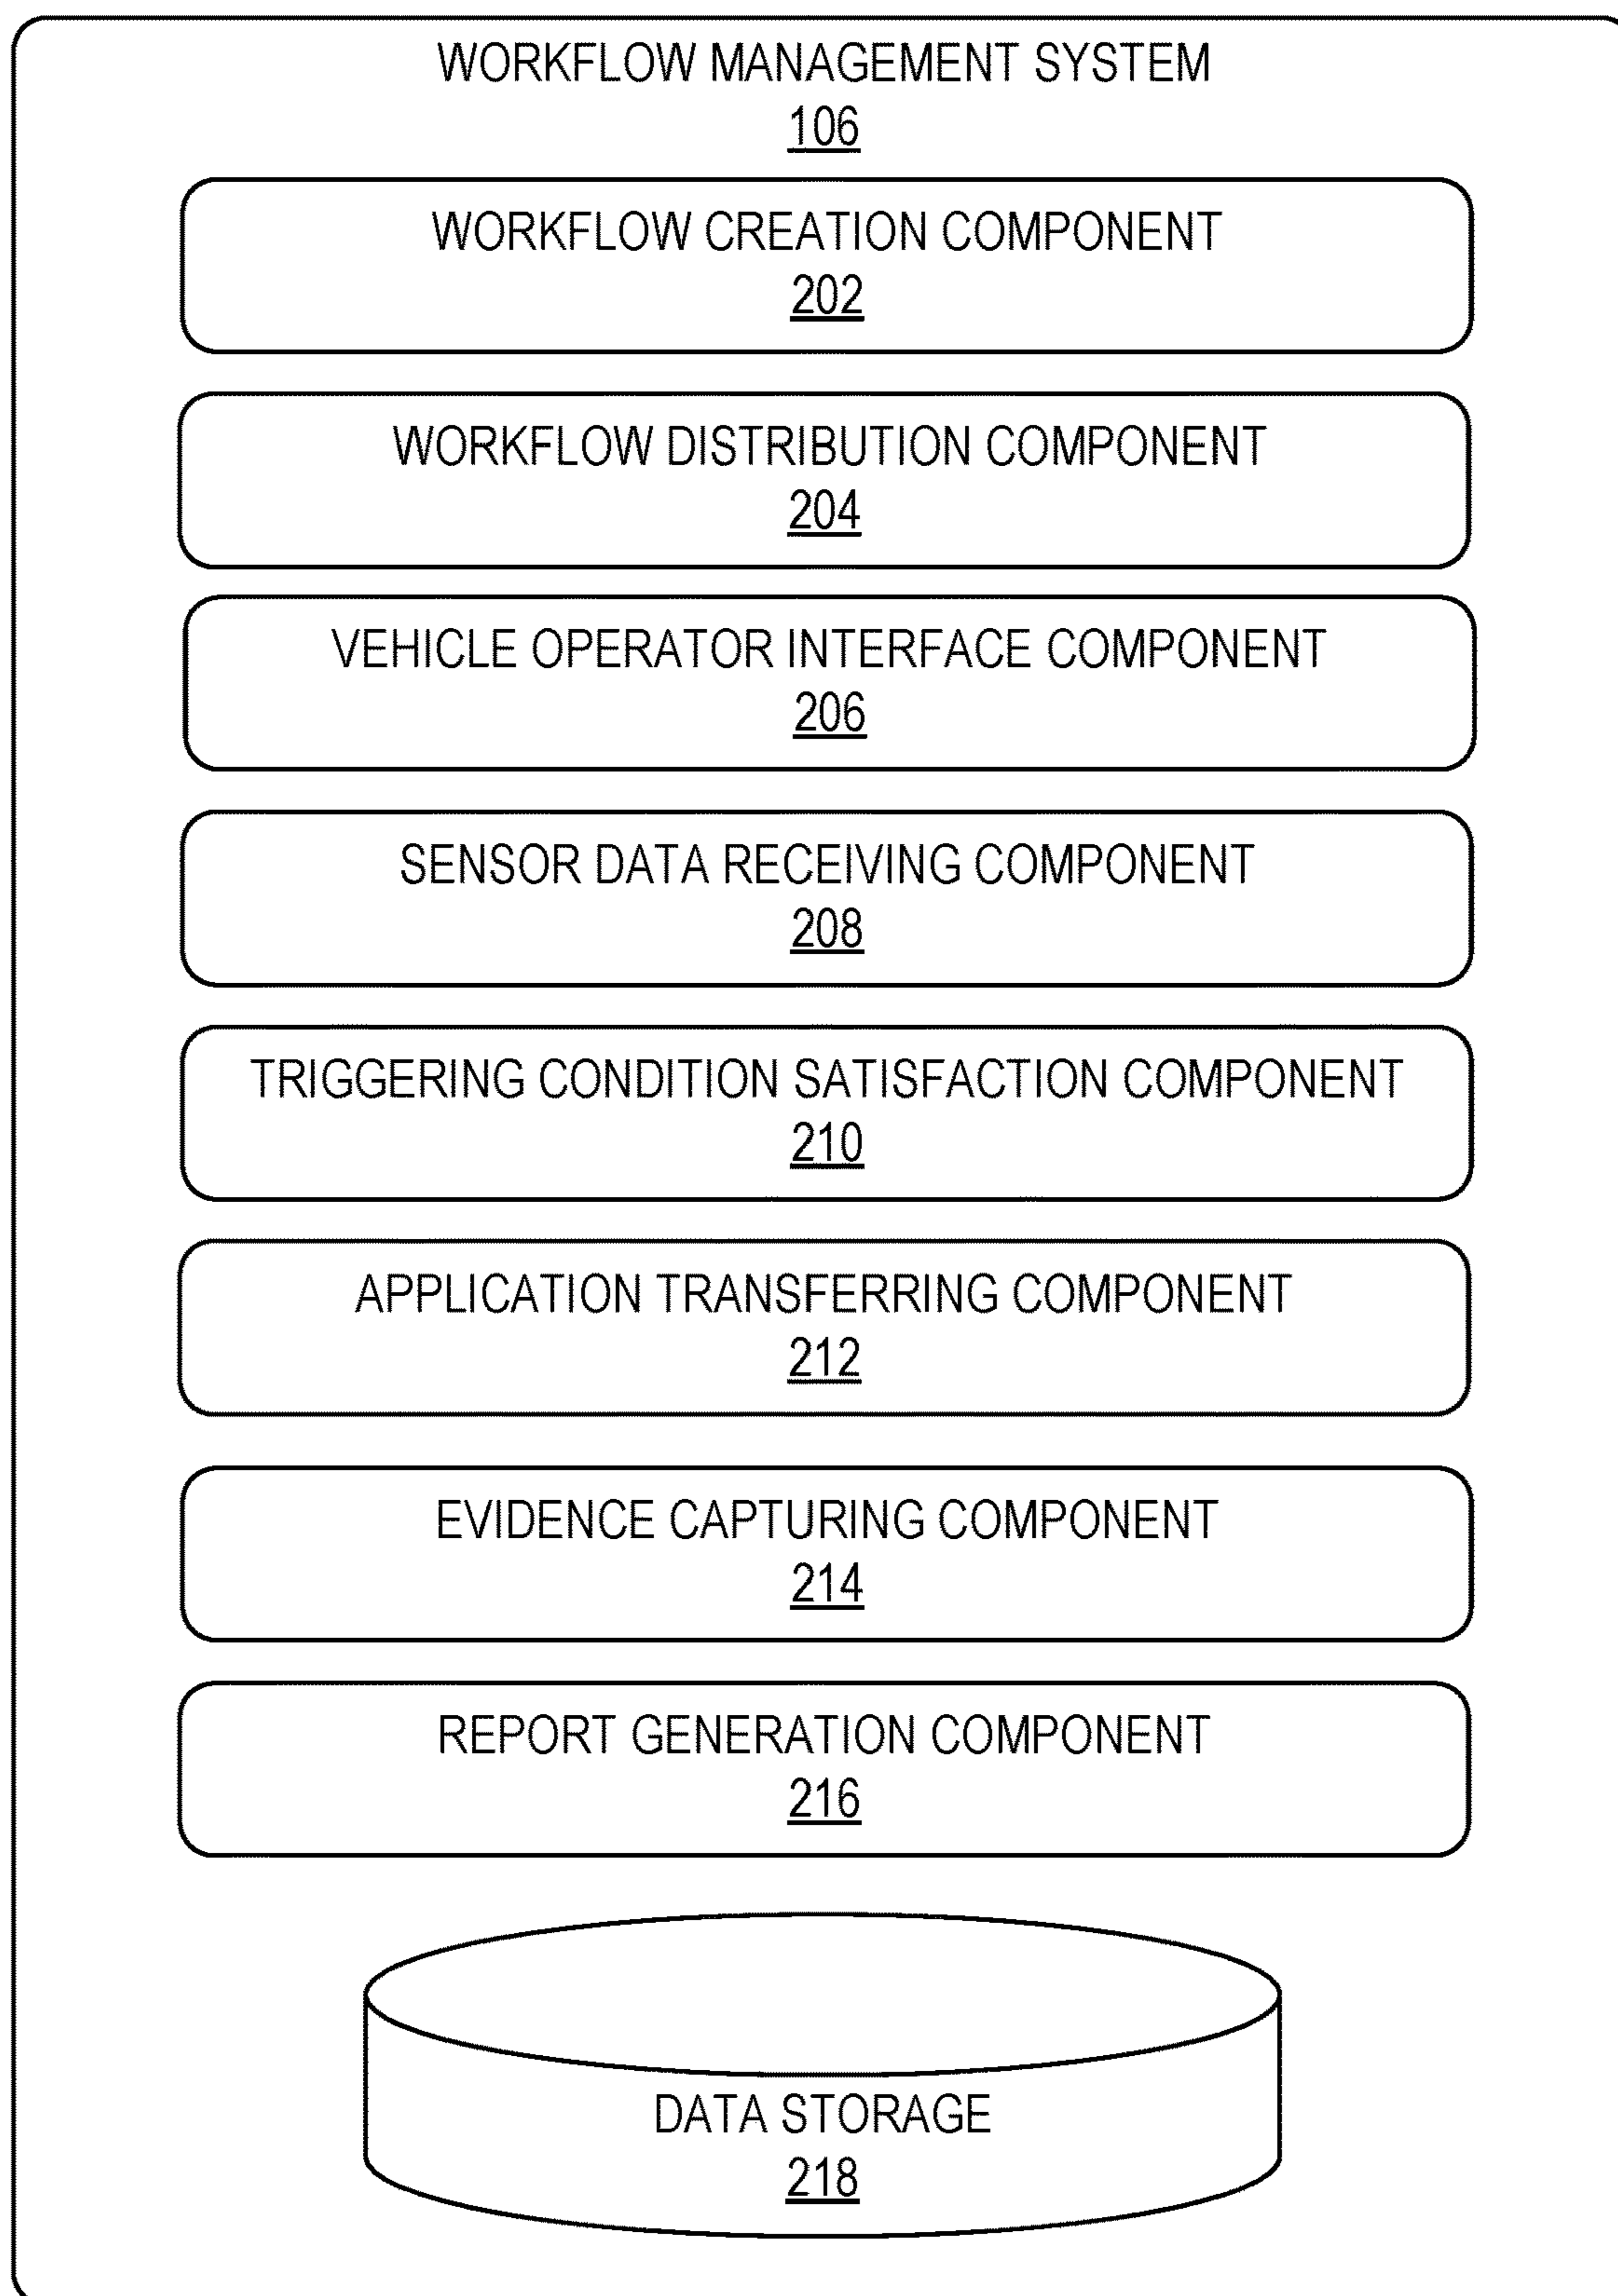 WORKFLOW MANAGEMENT SYSTEM
106
WORKFLOW CREATION COMPONENT
202
WORKFLOW DISTRIBUTION COMPONENT
204
VEHICLE OPERATOR INTERFACE COMPONENT
206
SENSOR DATA RECEIVING COMPONENT
208
TRIGGERING CONDITION SATISFACTION COMPONENT
210
APPLICATION TRANSFERRING COMPONENT
212
EVIDENCE CAPTURING COMPONENT
214
REPORT GENERATION COMPONENT
216
DATA STORAGE
218